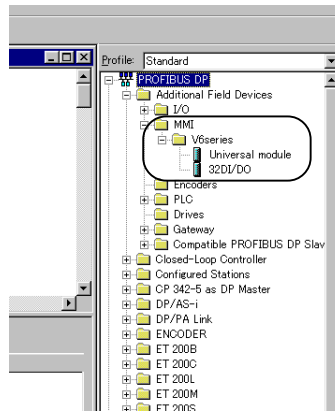 Profile: Standard
PROFIBUS DP
Additional Field Devices
I/O
MMI
V6series
Universal module
32DI/DO
Encoders
PLC
Drives
Gateway
Compatible PROFIBUS DP Slav
Closed-Loop Controller
Configured Stations
CP 342-5 as DP Master
DP/AS-i
DP/PA Link
ENCODER
ET 200B
ET 200C
ET 200L
ET 200M
ET 200S